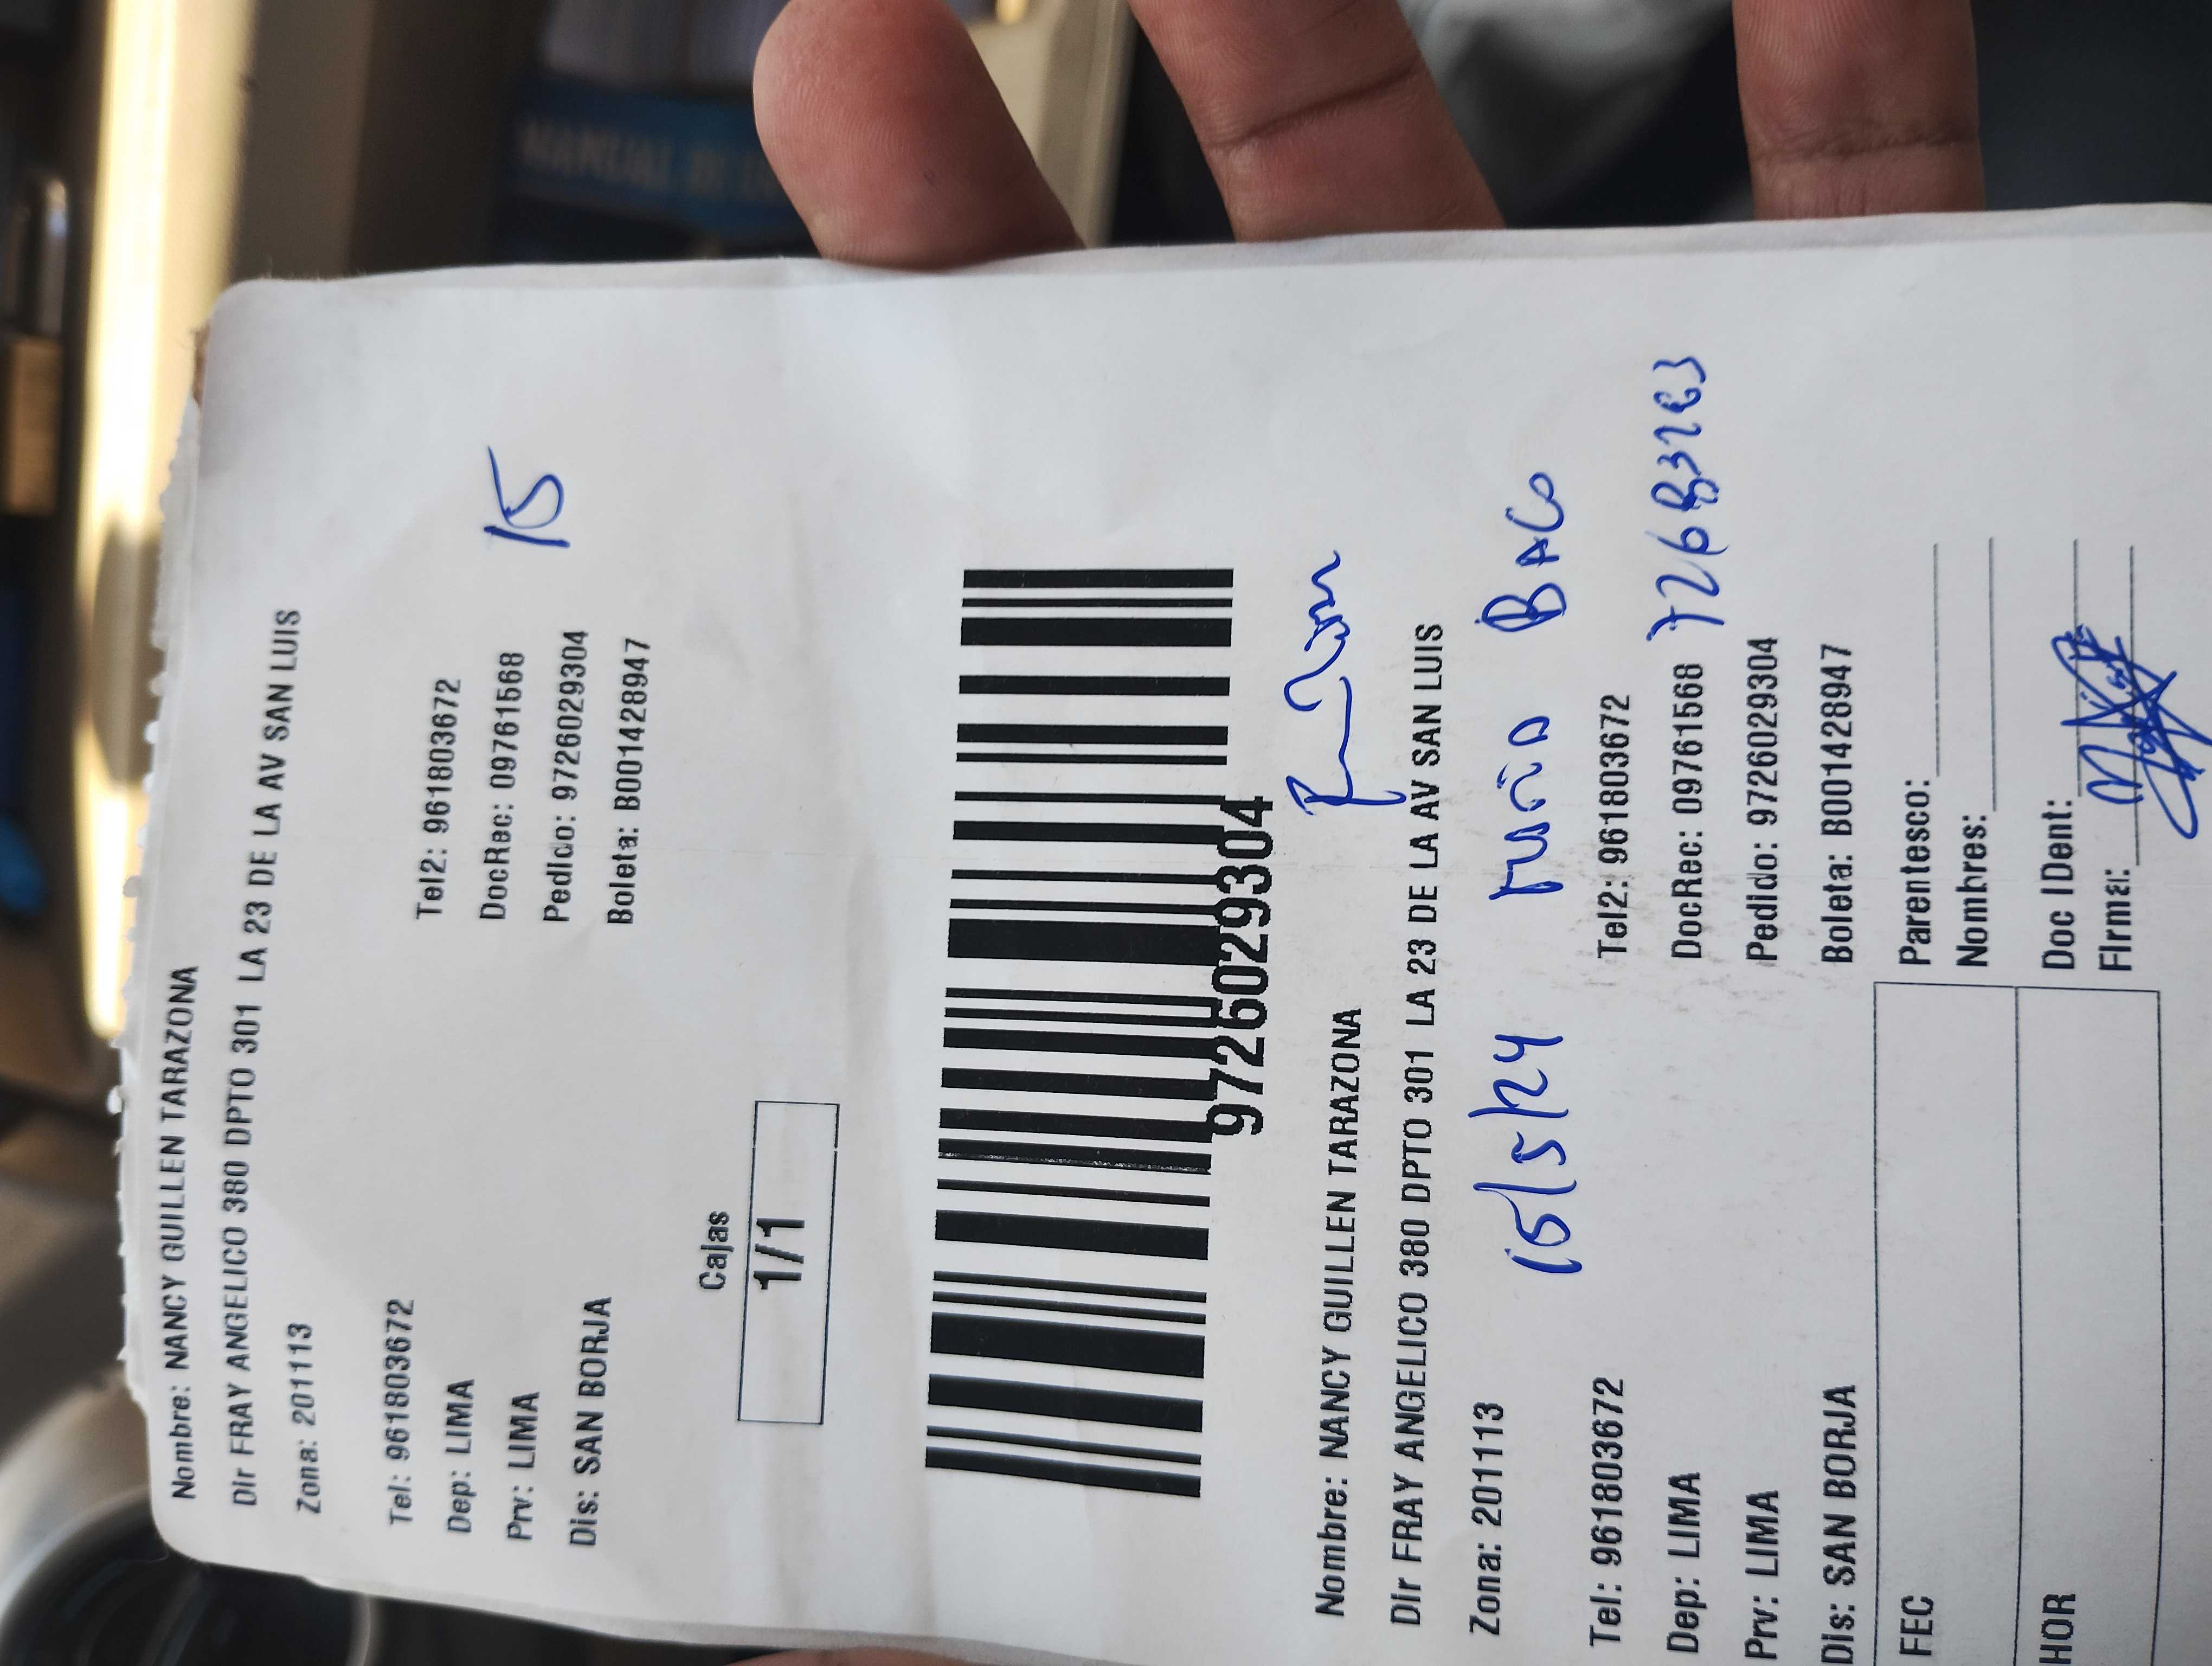 Nombre: NANCY GUILLEN TARAZONA
Dir FRAY ANGELICO 380 DPTO 301 LA 23 DE LA AV SAN LUIS
Zona: 201113
Tel: 961803672 Tel2: 961803672
Dep: LIMA DocRec: 09761568 15
Prv: LIMA Pedido: 9726029304
Dis: SAN BORJA Boleta: B001428947
Cajas
1/1
9726029304
Nombre: NANCY GUILLEN TARAZONA
Dir FRAY ANGELICO 380 DPTO 301 LA 23 DE LA AV SAN LUIS
Zona: 201113 15/5/24
Tel: 961803672 Tel2: 961803672
Dep: LIMA DocRec: 09761568
Prv: LIMA Pedido: 9726029304
Dis: SAN BORJA Boleta: B001428947
FEC Parentesco:
Nombres:
HOR Doc IDent:
Firma: